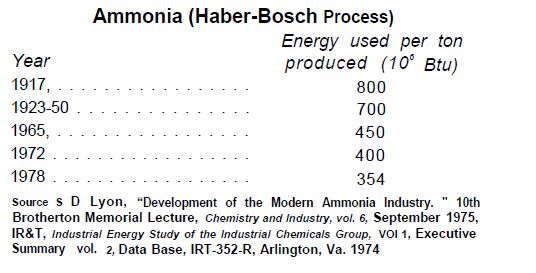 Ammonia (Haber-Bosch Process)
Energy used per ton
Year produced (10⁶ Btu)
1917, . . . . . . . . . . . . . . . . . . 800
1923-50 . . . . . . . . . . . . . . . . 700
1965, . . . . . . . . . . . . . . . . . . 450
1972 . . . . . . . . . . . . . . . . . . 400
1978 . . . . . . . . . . . . . . . . . . 354
Source S D Lyon, “Development of the Modern Ammonia Industry. " 10th
Brotherton Memorial Lecture, Chemistry and Industry, vol. 6, September 1975,
IR&T, Industrial Energy Study of the Industrial Chemicals Group, VOI 1, Executive
Summary vol. 2, Data Base, IRT-352-R, Arlington, Va. 1974